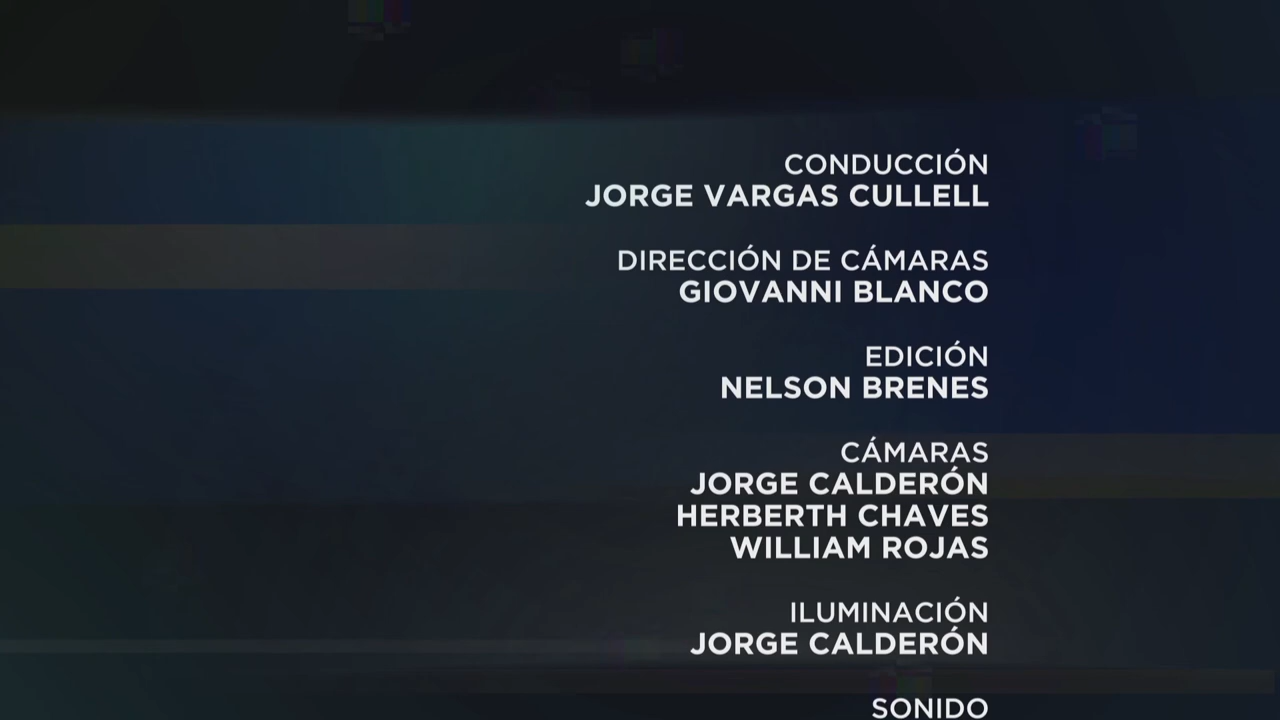 CONDUCCIÓN
JORGE VARGAS CULLELL
DIRECCIÓN DE CÁMARAS
GIOVANNI BLANCO
EDICIÓN
NELSON BRENES
CÁMARAS
JORGE CALDERÓN
HERBERTH CHAVES
WILLIAM ROJAS
ILUMINACIÓN
JORGE CALDERÓN
SONIDO